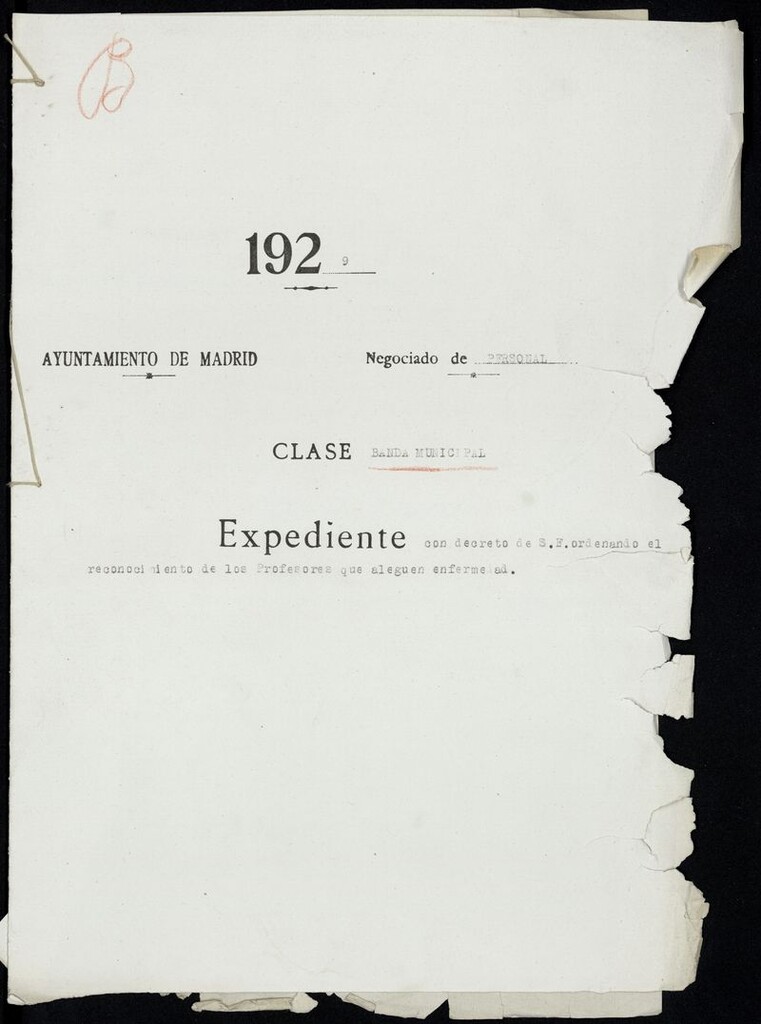 B
192 9
AYUNTAMIENTO DE MADRID Negociado de PERSONAL
CLASE BANDA MUNICIPAL
Expediente con decreto de S.E.ordenando el
reconocimiento de los Profesores que aleguen enfermedad.